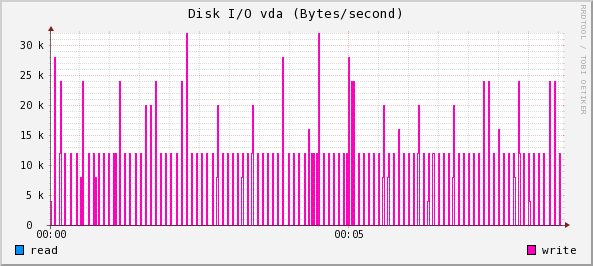 Disk I/O vda (Bytes/second)
RRDTOOL / TOBI OETIKER
30 k
25 k
20 k
15 k
10 k
5 k
0
00:00 00:05
read write